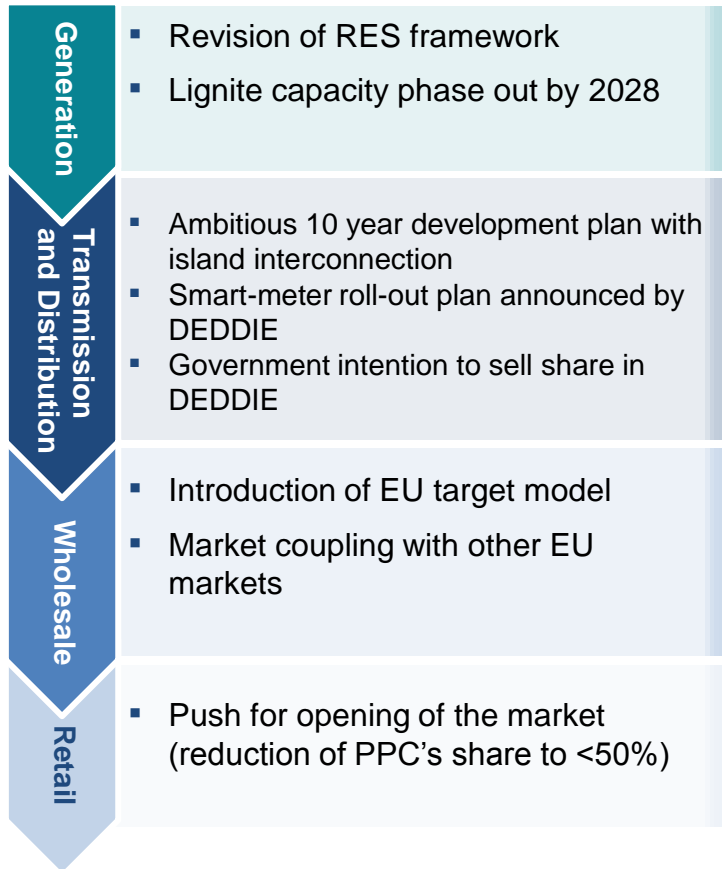 Generation
▪ Revision of RES framework
▪ Lignite capacity phase out by 2028
Transmission
and Distribution
▪ Ambitious 10 year development plan with
island interconnection
▪ Smart-meter roll-out plan announced by
DEDDIE
▪ Government intention to sell share in
DEDDIE
Wholesale
▪ Introduction of EU target model
▪ Market coupling with other EU
markets
Retail
▪ Push for opening of the market
(reduction of PPC’s share to <50%)